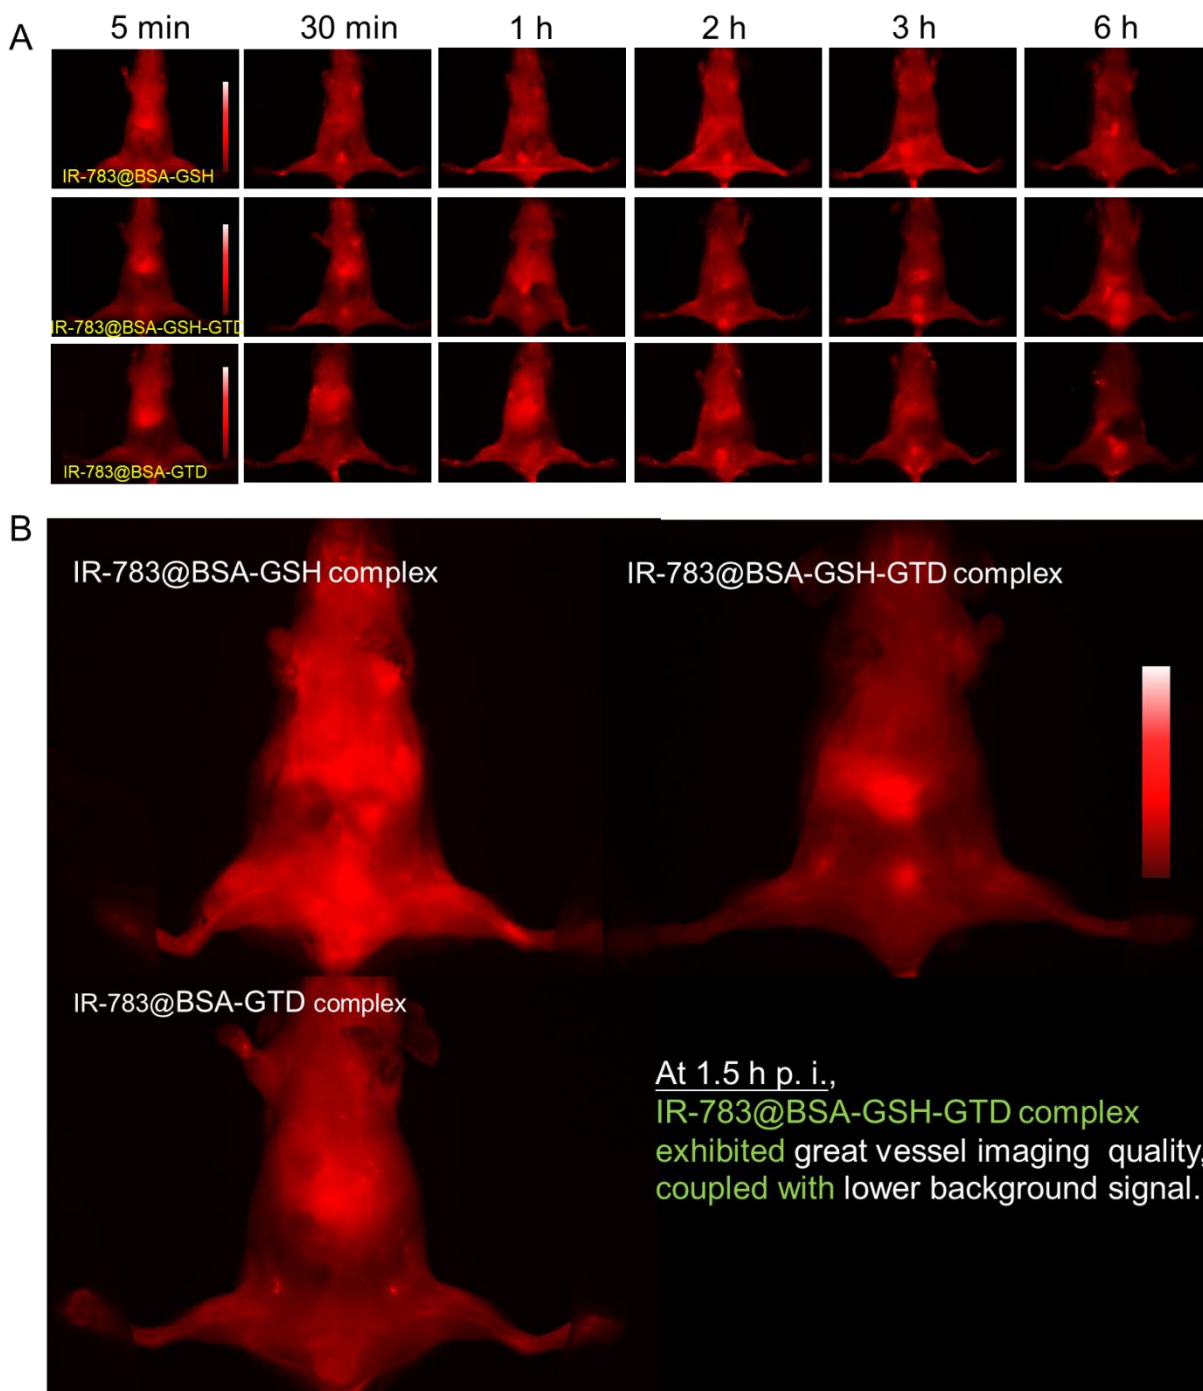 A
5 min 30 min 1 h 2 h 3 h 6 h
IR-783@BSA-GSH
IR-783@BSA-GSH-GTD
IR-783@BSA-GTD
B
IR-783@BSA-GSH complex
IR-783@BSA-GSH-GTD complex
IR-783@BSA-GTD complex
At 1.5 h p. i.,
IR-783@BSA-GSH-GTD complex
exhibited great vessel imaging quality,
coupled with lower background signal.